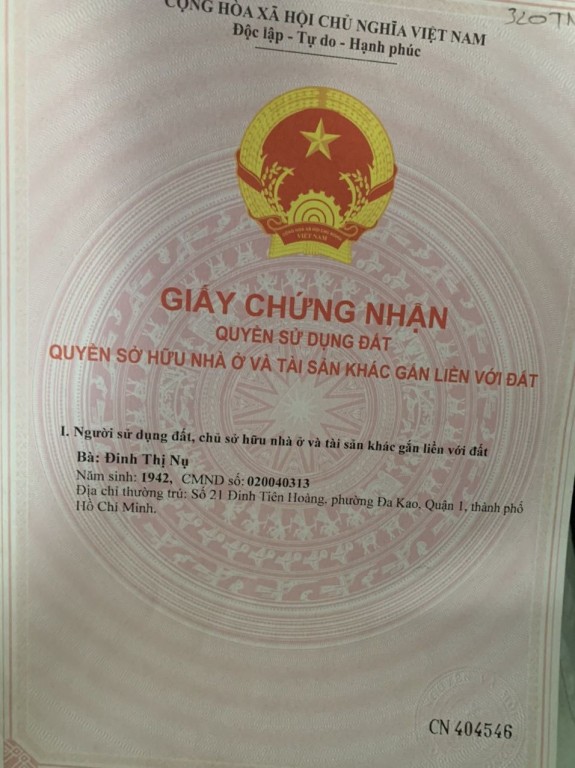 CỘNG HÒA XÃ HỘI CHỦ NGHĨA VIỆT NAM
Độc lập - Tự do - Hạnh phúc
VIỆT NAM
GIẤY CHỨNG NHẬN
QUYỀN SỬ DỤNG ĐẤT
QUYỀN SỞ HỮU NHÀ Ở VÀ TÀI SẢN KHÁC GẮN LIỀN VỚI ĐẤT
I. Người sử dụng đất, chủ sở hữu nhà ở và tài sản khác gắn liền với đất
Bà: Đinh Thị Nụ
Năm sinh: 1942, CMND số: 020040313
Địa chỉ thường trú: Số 21 Đinh Tiên Hoàng, phường Đa Kao, Quận 1, thành phố
Hồ Chí Minh.
CN 404546